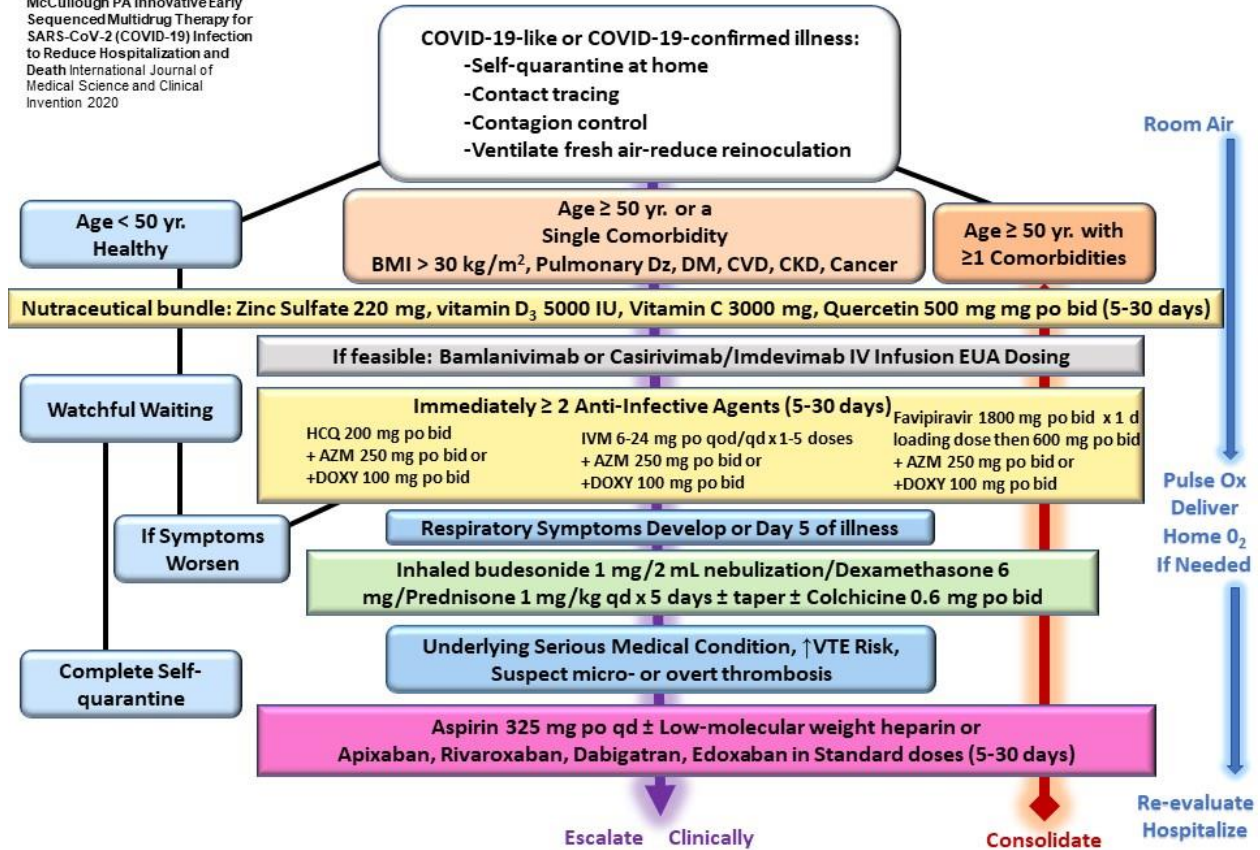 McCullough PA Innovative Early
Sequenced Multidrug Therapy for
SARS-CoV-2 (COVID-19) Infection
to Reduce Hospitalization and
Death International Journal of
Medical Science and Clinical
Invention 2020
COVID-19-like or COVID-19-confirmed illness:
-Self-quarantine at home
-Contact tracing
-Contagion control
-Ventilate fresh air-reduce reinoculation
Room Air
Age < 50 yr.
Healthy
Age ≥ 50 yr. or a
Single Comorbidity
BMI > 30 kg/m², Pulmonary Dz, DM, CVD, CKD, Cancer
Age ≥ 50 yr. with
≥1 Comorbidities
Nutraceutical bundle: Zinc Sulfate 220 mg, vitamin D₃ 5000 IU, Vitamin C 3000 mg, Quercetin 500 mg mg po bid (5-30 days)
If feasible: Bamlanivimab or Casirivimab/Imdevimab IV Infusion EUA Dosing
Watchful Waiting
Immediately ≥ 2 Anti-Infective Agents (5-30 days)
HCQ 200 mg po bid
+ AZM 250 mg po bid or
+DOXY 100 mg po bid
IVM 6-24 mg po qod/qd x 1-5 doses
+ AZM 250 mg po bid or
+DOXY 100 mg po bid
Favipiravir 1800 mg po bid x 1 d
loading dose then 600 mg po bid
+ AZM 250 mg po bid or
+DOXY 100 mg po bid
Pulse Ox
Deliver
Home 0₂
If Needed
If Symptoms
Worsen
Respiratory Symptoms Develop or Day 5 of illness
Inhaled budesonide 1 mg/2 mL nebulization/Dexamethasone 6
mg/Prednisone 1 mg/kg qd x 5 days ± taper ± Colchicine 0.6 mg po bid
Underlying Serious Medical Condition, ↑VTE Risk,
Suspect micro- or overt thrombosis
Complete Self-
quarantine
Aspirin 325 mg po qd ± Low-molecular weight heparin or
Apixaban, Rivaroxaban, Dabigatran, Edoxaban in Standard doses (5-30 days)
Escalate Clinically
Consolidate
Re-evaluate
Hospitalize